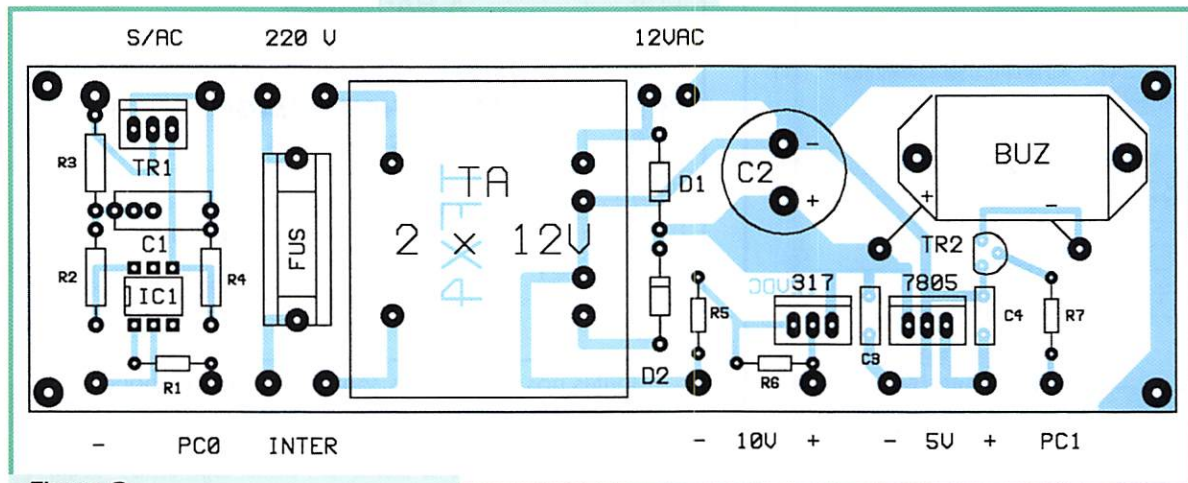 S/AC 220 V 12VAC
TR1
R3
C1
R2
IC1
R4
R1
FUS
TA
2 x 12V
D1
D2
C2
-
+
BUZ
+
-
TR2
317
7805
R5
R6
C3
C4
R7
- PC0 INTER - 10V + - 5V + PC1
Figure